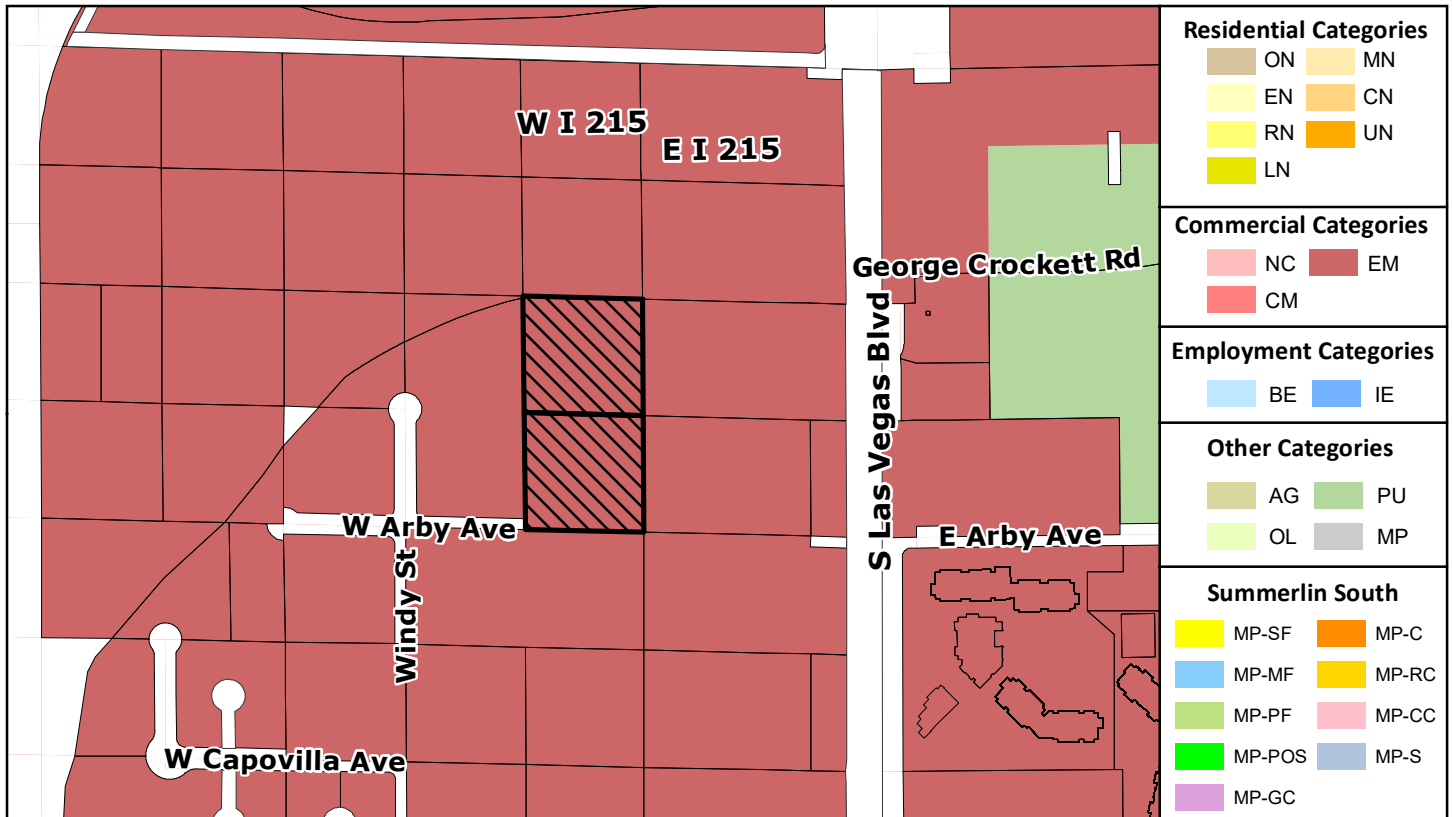 W I 215
E I 215
George Crockett Rd
S Las Vegas Blvd
W Arby Ave
E Arby Ave
Windy St
W Capovilla Ave
Residential Categories
ON MN
EN CN
RN UN
LN
Commercial Categories
NC EM
CM
Employment Categories
BE IE
Other Categories
AG PU
OL MP
Summerlin South
MP-SF MP-C
MP-MF MP-RC
MP-PF MP-CC
MP-POS MP-S
MP-GC